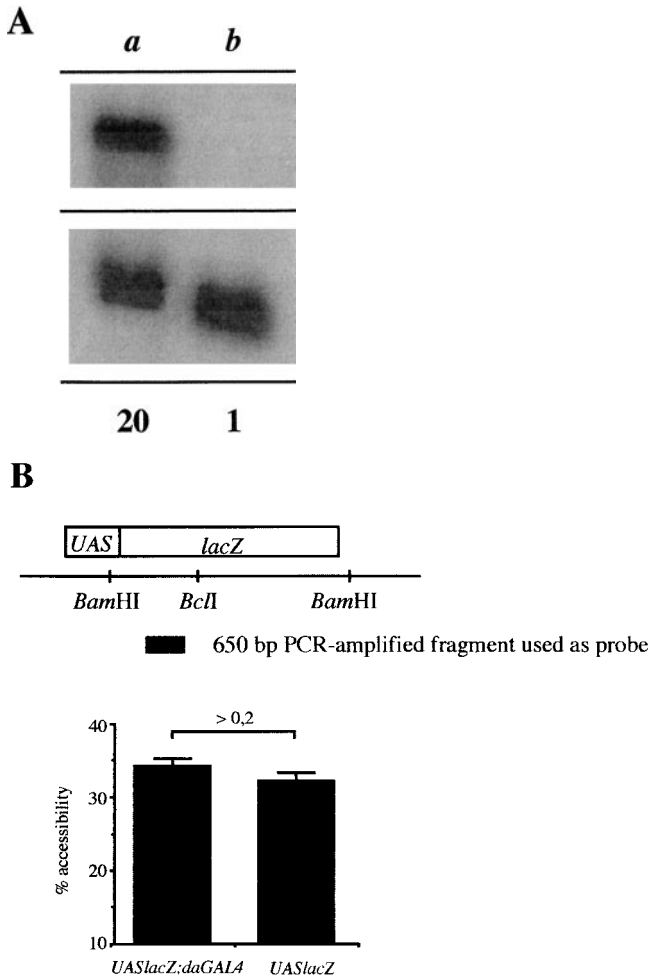 A
a b
20 1
B
UAS lacZ
BamHI BclI BamHI
650 bp PCR-amplified fragment used as probe
> 0,2
40
30
20
10
% accessibility
UASlacZ;daGAL4 UASlacZ